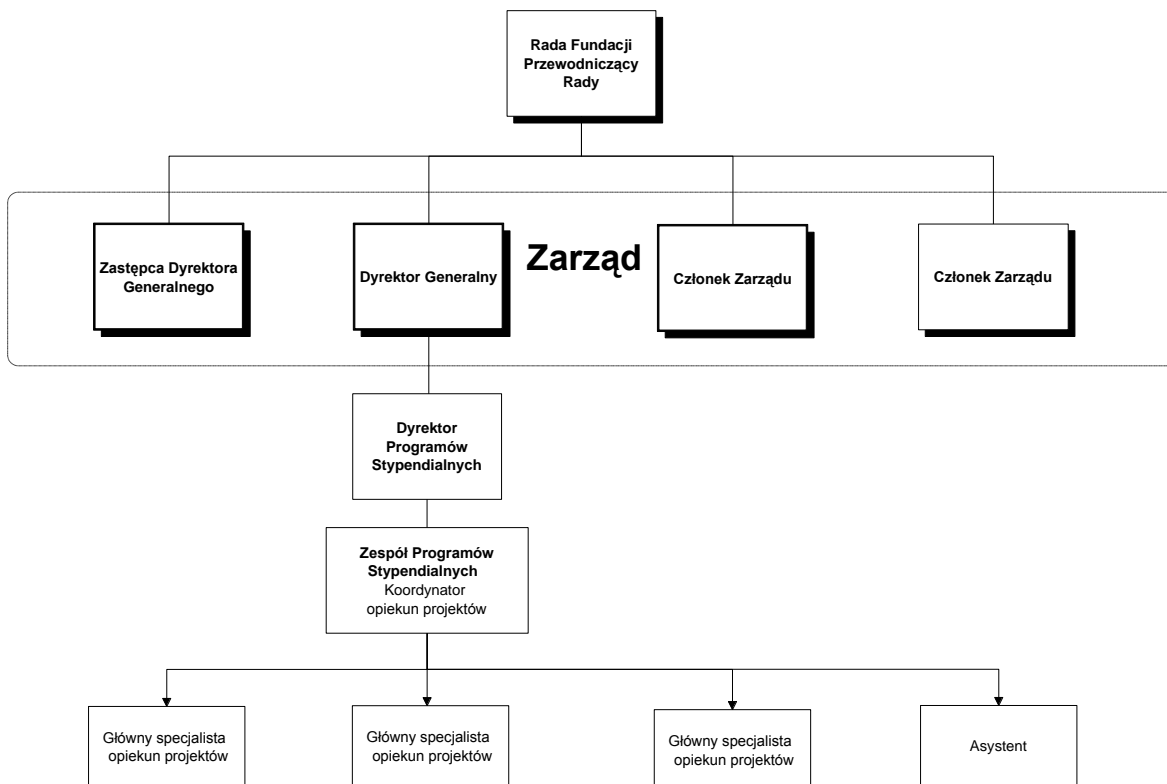 Rada Fundacji
Przewodniczący
Rady
Zarząd
Zastępca Dyrektora
Generalnego
Dyrektor Generalny
Członek Zarządu
Członek Zarządu
Dyrektor
Programów
Stypendialnych
Zespół Programów
Stypendialnych
Koordynator
opiekun projektów
Główny specjalista
opiekun projektów
Główny specjalista
opiekun projektów
Główny specjalista
opiekun projektów
Asystent